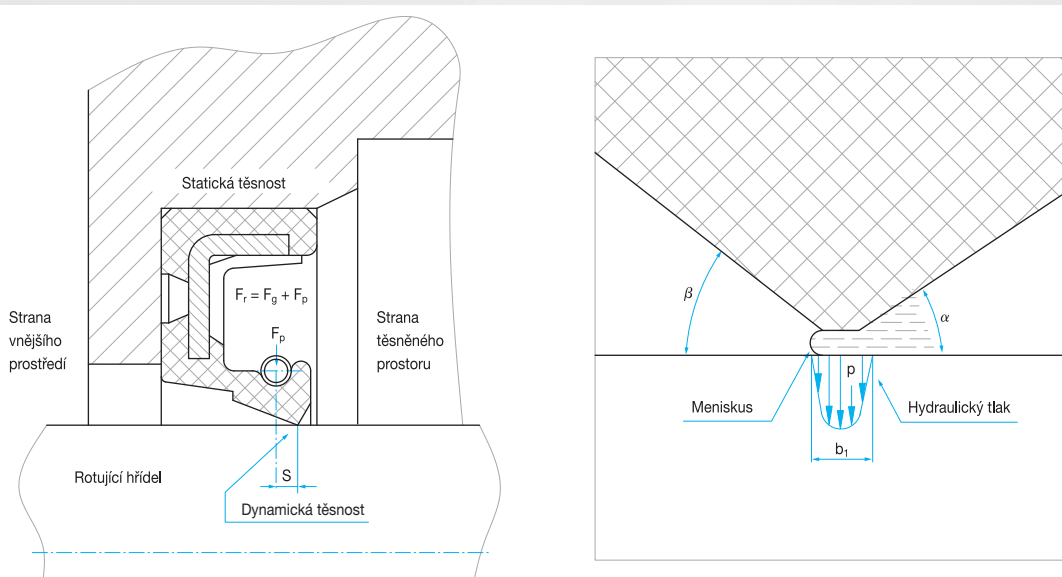 Statická těsnost
F_r = F_g + F_p
F_p
Strana
vnějšího
prostředí
Strana
těsněného
prostoru
Rotující hřídel
S
Dynamická těsnost
β
α
p
Meniskus
Hydraulický tlak
b₁